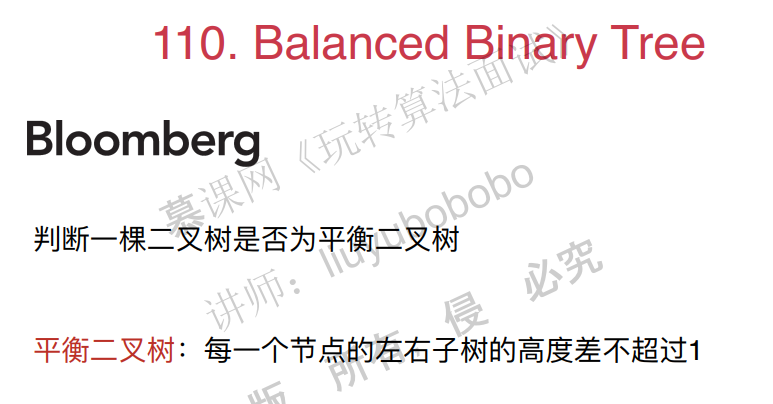 110. Balanced Binary Tree
Bloomberg
慕课网《玩转算法面试》
判断一棵二叉树是否为平衡二叉树
讲师：liuyubobobo
平衡二叉树：每一个节点的左右子树的高度差不超过1
版 所有，侵 必究